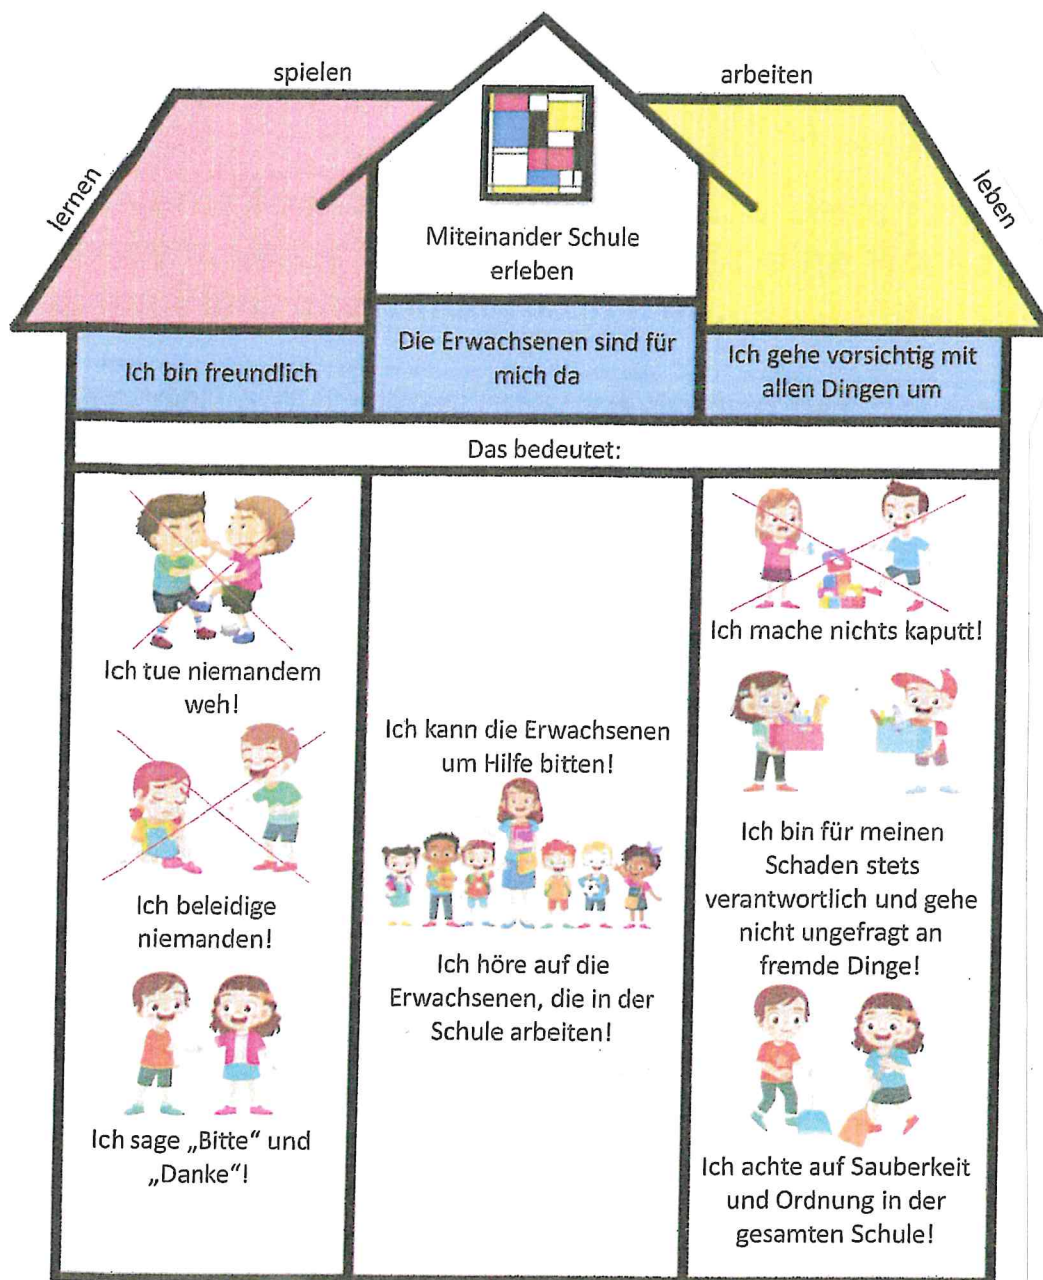 spielen
arbeiten
lernen
leben
Miteinander Schule
erleben
Ich bin freundlich
Die Erwachsenen sind für
mich da
Ich gehe vorsichtig mit
allen Dingen um
Das bedeutet:
Ich tue niemandem
weh!
Ich beleidige
niemanden!
Ich sage „Bitte“ und
„Danke“!
Ich kann die Erwachsenen
um Hilfe bitten!
Ich höre auf die
Erwachsenen, die in der
Schule arbeiten!
Ich mache nichts kaputt!
Ich bin für meinen
Schaden stets
verantwortlich und gehe
nicht ungefragt an
fremde Dinge!
Ich achte auf Sauberkeit
und Ordnung in der
gesamten Schule!